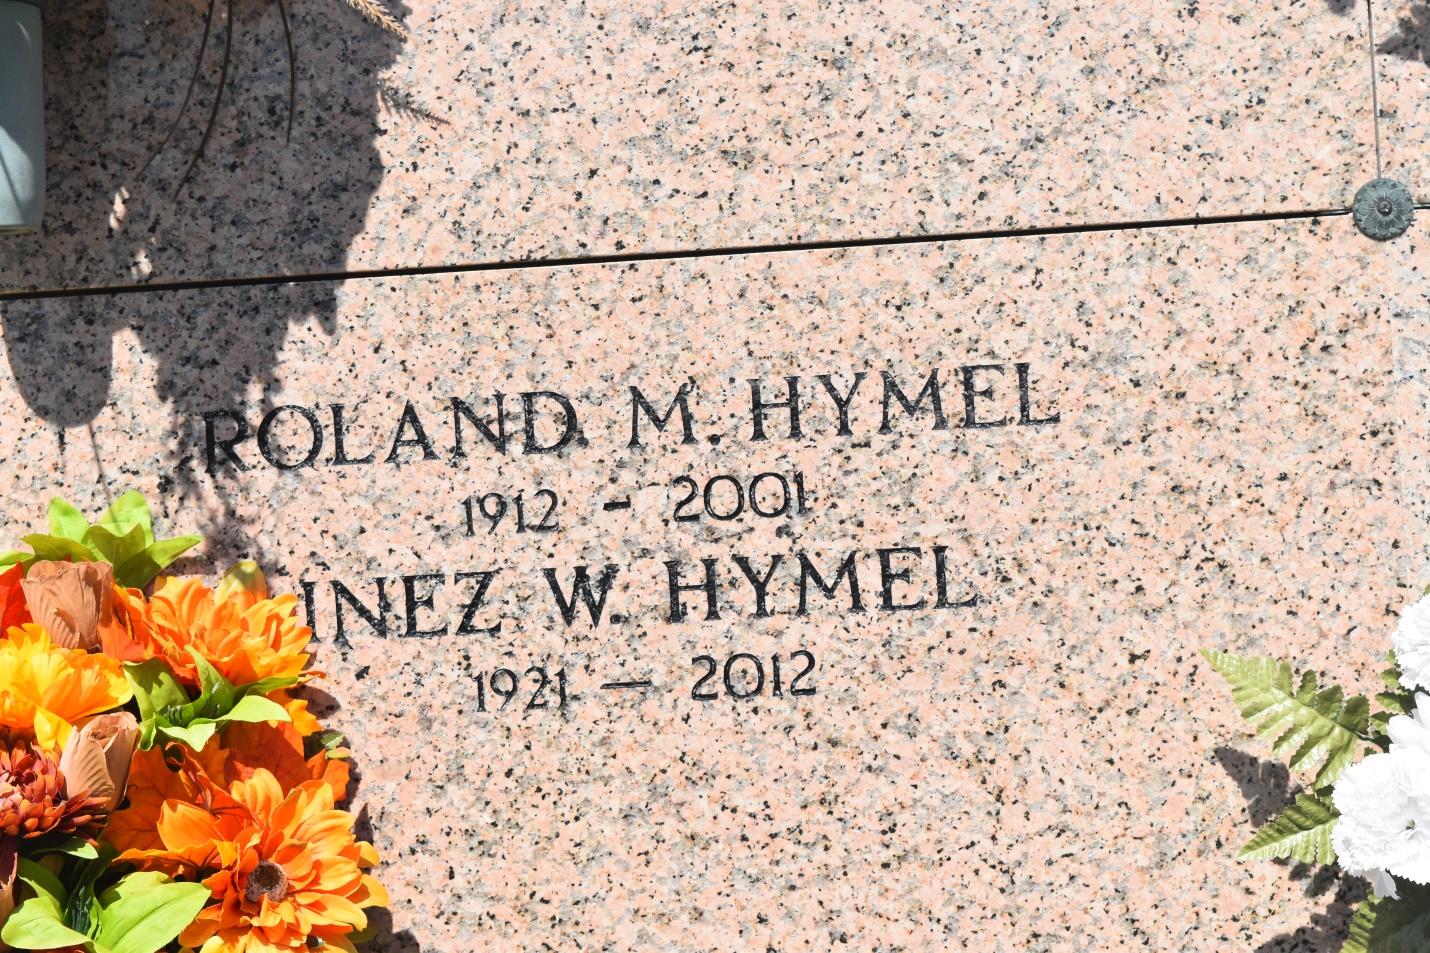 ROLAND M. HYMEL
1912 - 2001
INEZ W. HYMEL
1921 — 2012